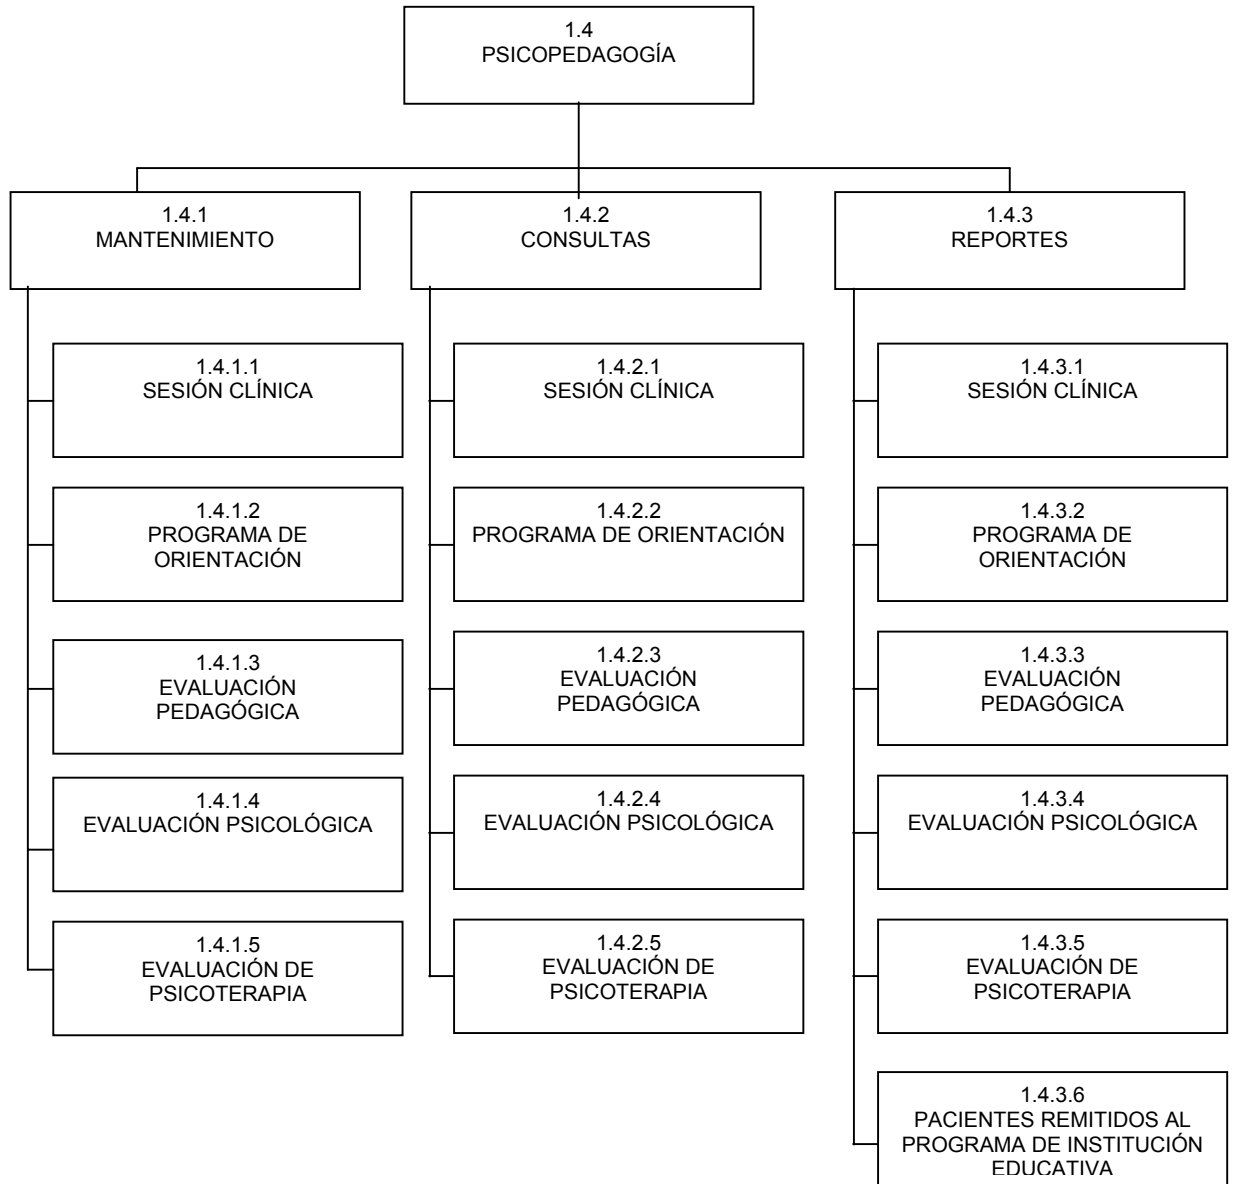 1.4
PSICOPEDAGOGÍA
1.4.1
MANTENIMIENTO
1.4.2
CONSULTAS
1.4.3
REPORTES
1.4.1.1
SESIÓN CLÍNICA
1.4.1.2
PROGRAMA DE
ORIENTACIÓN
1.4.1.3
EVALUACIÓN
PEDAGÓGICA
1.4.1.4
EVALUACIÓN PSICOLÓGICA
1.4.1.5
EVALUACIÓN DE
PSICOTERAPIA
1.4.2.1
SESIÓN CLÍNICA
1.4.2.2
PROGRAMA DE ORIENTACIÓN
1.4.2.3
EVALUACIÓN
PEDAGÓGICA
1.4.2.4
EVALUACIÓN PSICOLÓGICA
1.4.2.5
EVALUACIÓN DE
PSICOTERAPIA
1.4.3.1
SESIÓN CLÍNICA
1.4.3.2
PROGRAMA DE
ORIENTACIÓN
1.4.3.3
EVALUACIÓN
PEDAGÓGICA
1.4.3.4
EVALUACIÓN PSICOLÓGICA
1.4.3.5
EVALUACIÓN DE
PSICOTERAPIA
1.4.3.6
PACIENTES REMITIDOS AL
PROGRAMA DE INSTITUCIÓN
EDUCATIVA